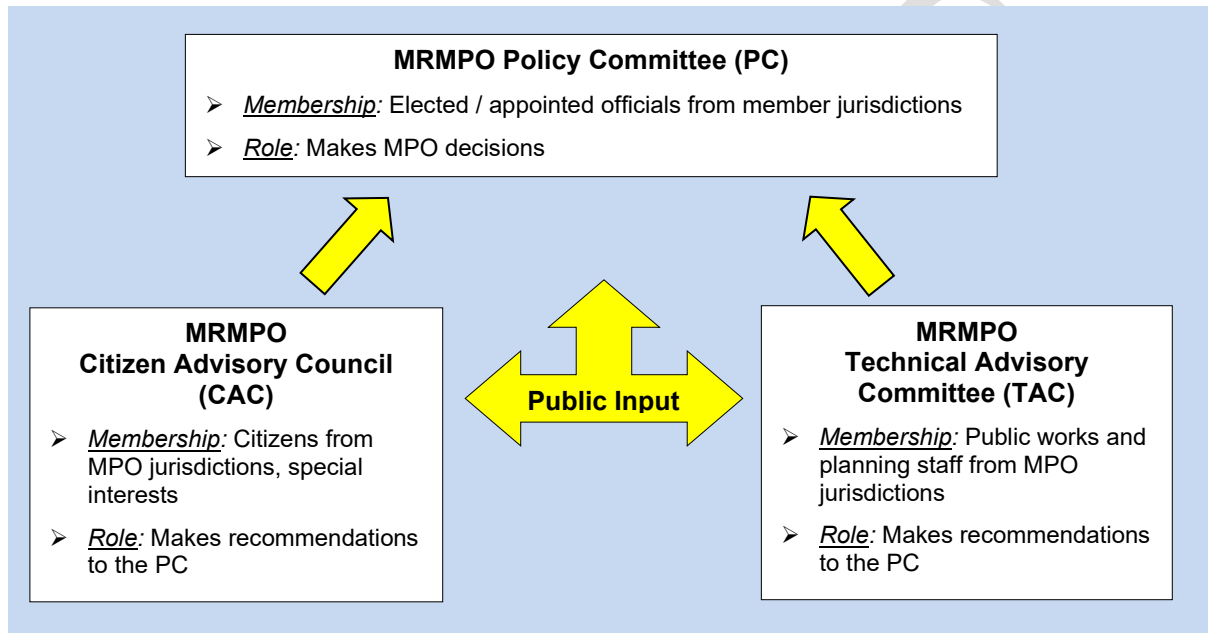 MRMPO Policy Committee (PC)
➢ Membership: Elected / appointed officials from member jurisdictions
➢ Role: Makes MPO decisions
MRMPO
Citizen Advisory Council
(CAC)
➢ Membership: Citizens from
MPO jurisdictions, special
interests
➢ Role: Makes recommendations
to the PC
Public Input
MRMPO
Technical Advisory
Committee (TAC)
➢ Membership: Public works and
planning staff from MPO
jurisdictions
➢ Role: Makes recommendations
to the PC